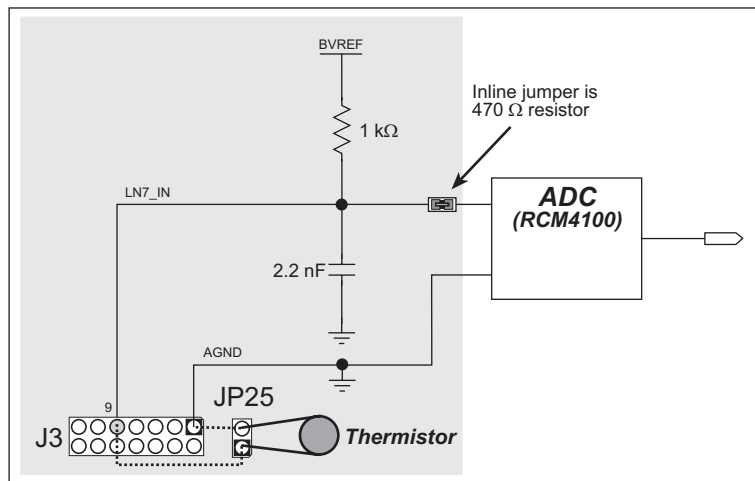 BVREF
Inline jumper is
470 Ω resistor
1 kΩ
LN7_IN
ADC
(RCM4100)
2.2 nF
AGND
9
JP25
J3
Thermistor